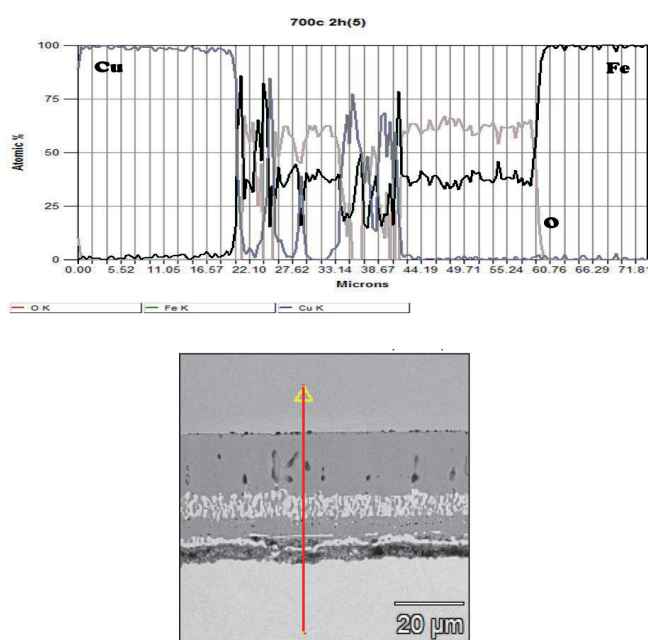 700c 2h(5)
100
Cu
Fe
75
Atomic %
50
25
O
0
0.00 5.52 11.05 16.57 22.10 27.62 33.14 38.67 44.19 49.71 55.24 60.76 66.29 71.81
Microns
O K Fe K Cu K
20 µm